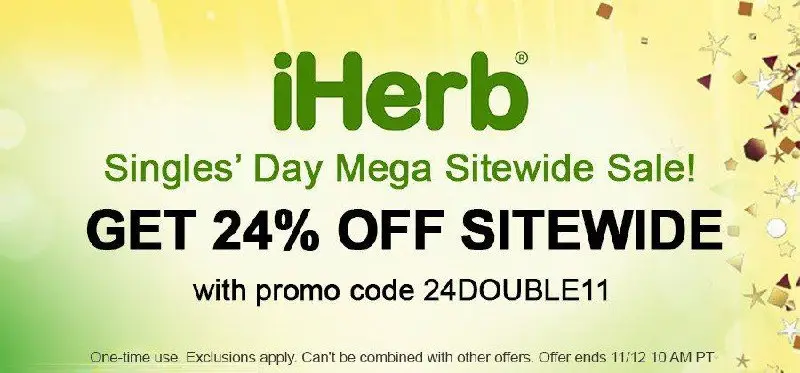 iHerb®
Singles' Day Mega Sitewide Sale!
GET 24% OFF SITEWIDE
with promo code 24DOUBLE11
One-time use. Exclusions apply. Can't be combined with other offers. Offer ends 11/12 10 AM PT